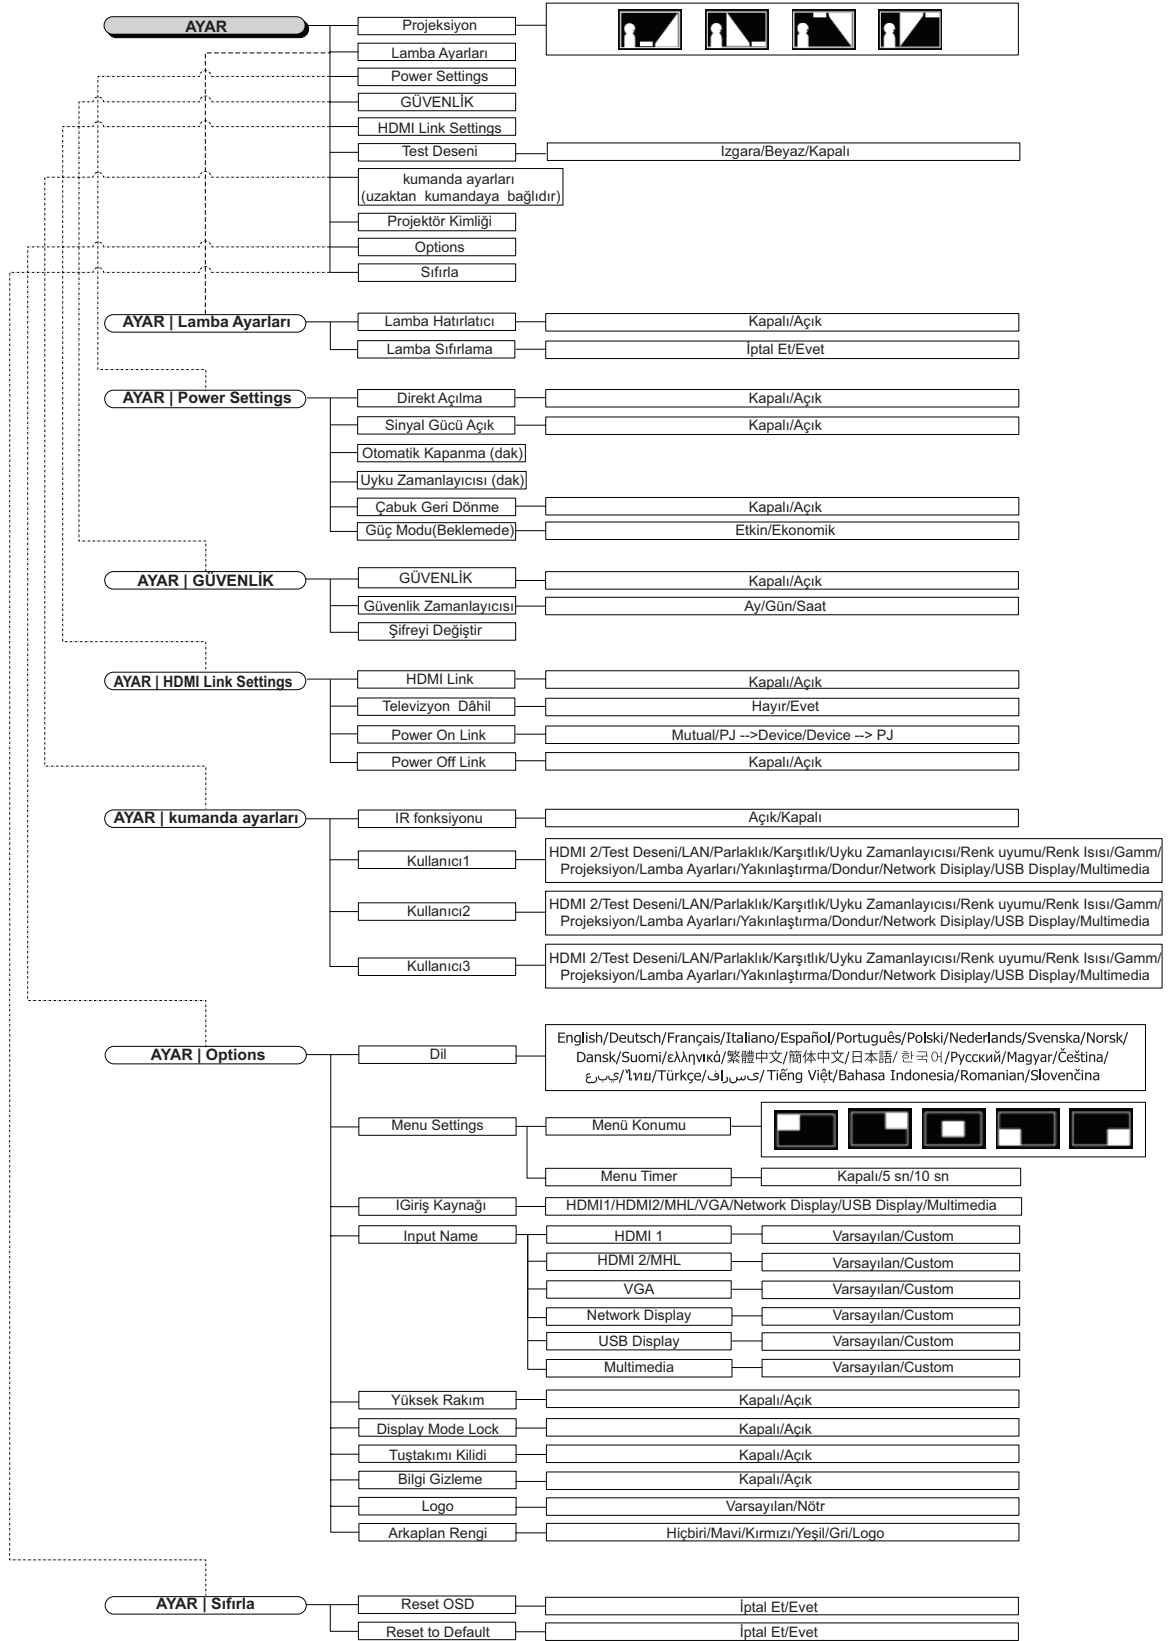 AYAR
Projeksiyon
Lamba Ayarları
Power Settings
GÜVENLİK
HDMI Link Settings
Test Deseni
Izgara/Beyaz/Kapalı
kumanda ayarları
(uzaktan kumandaya bağlıdır)
Projektör Kimliği
Options
Sıfırla
AYAR | Lamba Ayarları
Lamba Hatırlatıcı
Kapalı/Açık
Lamba Sıfırlama
İptal Et/Evet
AYAR | Power Settings
Direkt Açılma
Kapalı/Açık
Sinyal Gücü Açık
Kapalı/Açık
Otomatik Kapanma (dak)
Uyku Zamanlayıcısı (dak)
Çabuk Geri Dönme
Kapalı/Açık
Güç Modu(Beklemede)
Etkin/Ekonomik
AYAR | GÜVENLİK
GÜVENLİK
Kapalı/Açık
Güvenlik Zamanlayıcısı
Ay/Gün/Saat
Şifreyi Değiştir
AYAR | HDMI Link Settings
HDMI Link
Kapalı/Açık
Televizyon Dâhil
Hayır/Evet
Power On Link
Mutual/PJ -->Device/Device --> PJ
Power Off Link
Kapalı/Açık
AYAR | kumanda ayarları
IR fonksiyonu
Açık/Kapalı
Kullanıcı1
HDMI 2/Test Deseni/LAN/Parlaklık/Karşıtlık/Uyku Zamanlayıcısı/Renk uyumu/Renk Isısı/Gamm/
Projeksiyon/Lamba Ayarları/Yakınlaştırma/Dondur/Network Disiplay/USB Display/Multimedia
Kullanıcı2
HDMI 2/Test Deseni/LAN/Parlaklık/Karşıtlık/Uyku Zamanlayıcısı/Renk uyumu/Renk Isısı/Gamm/
Projeksiyon/Lamba Ayarları/Yakınlaştırma/Dondur/Network Disiplay/USB Display/Multimedia
Kullanıcı3
HDMI 2/Test Deseni/LAN/Parlaklık/Karşıtlık/Uyku Zamanlayıcısı/Renk uyumu/Renk Isısı/Gamm/
Projeksiyon/Lamba Ayarları/Yakınlaştırma/Dondur/Network Disiplay/USB Display/Multimedia
AYAR | Options
Dil
English/Deutsch/Français/Italiano/Español/Português/Polski/Nederlands/Svenska/Norsk/
Dansk/Suomi/ελληνικά/繁體中文/簡体中文/日本語/한국어/Русский/Magyar/Čeština/
يبرع/ไทย/Türkçe/ىسراف/Tiếng Việt/Bahasa Indonesia/Romanian/Slovenčina
Menu Settings
Menü Konumu
Menu Timer
Kapalı/5 sn/10 sn
IGiriş Kaynağı
HDMI1/HDMI2/MHL/VGA/Network Display/USB Display/Multimedia
Input Name
HDMI 1
Varsayılan/Custom
HDMI 2/MHL
Varsayılan/Custom
VGA
Varsayılan/Custom
Network Display
Varsayılan/Custom
USB Display
Varsayılan/Custom
Multimedia
Varsayılan/Custom
Yüksek Rakım
Kapalı/Açık
Display Mode Lock
Kapalı/Açık
Tuştakımı Kilidi
Kapalı/Açık
Bilgi Gizleme
Kapalı/Açık
Logo
Varsayılan/Nötr
Arkaplan Rengi
Hiçbiri/Mavi/Kırmızı/Yeşil/Gri/Logo
AYAR | Sıfırla
Reset OSD
İptal Et/Evet
Reset to Default
İptal Et/Evet